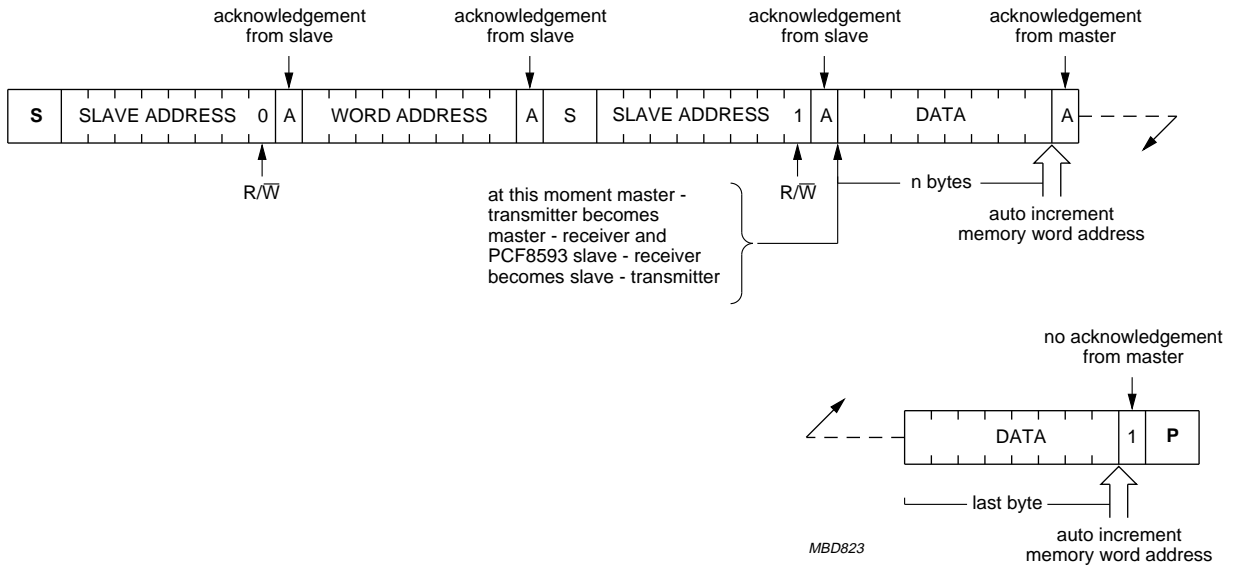 acknowledgement
from slave
acknowledgement
from slave
acknowledgement
from slave
acknowledgement
from master
S SLAVE ADDRESS 0 A WORD ADDRESS A S SLAVE ADDRESS 1 A DATA A
R/W̅
R/W̅
n bytes
at this moment master -
transmitter becomes
master - receiver and
PCF8593 slave - receiver
becomes slave - transmitter
auto increment
memory word address
no acknowledgement
from master
DATA 1 P
last byte
auto increment
memory word address
MBD823